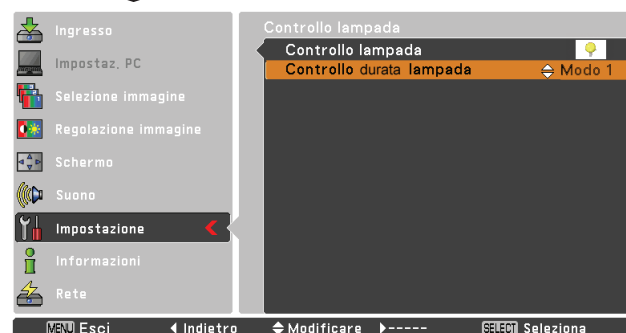 Ingresso
Impostaz. PC
Selezione immagine
Regolazione immagine
Schermo
Suono
Impostazione
Informazioni
Rete
Controllo lampada
Controllo lampada
Controllo durata lampada Modo 1
MENU Esci Indietro Modificare ----- SELECT Seleziona